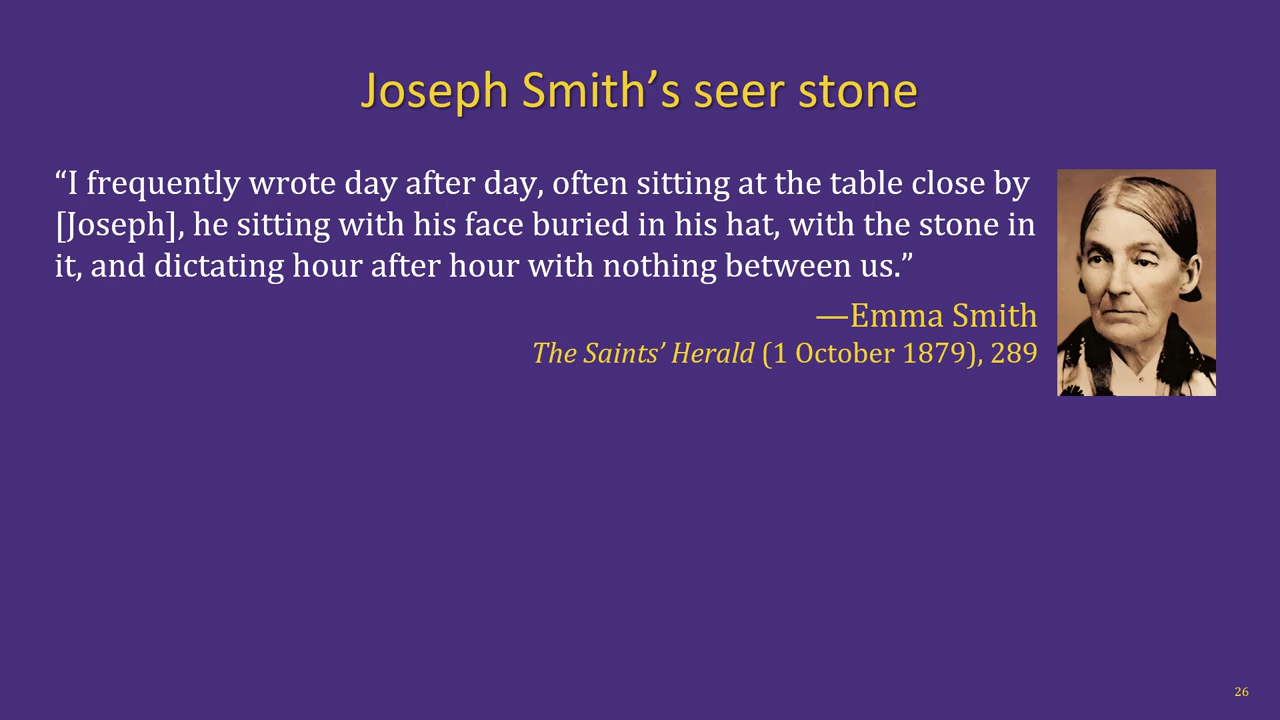 Joseph Smith’s seer stone
“I frequently wrote day after day, often sitting at the table close by
[Joseph], he sitting with his face buried in his hat, with the stone in
it, and dictating hour after hour with nothing between us.”
—Emma Smith
The Saints’ Herald (1 October 1879), 289
26